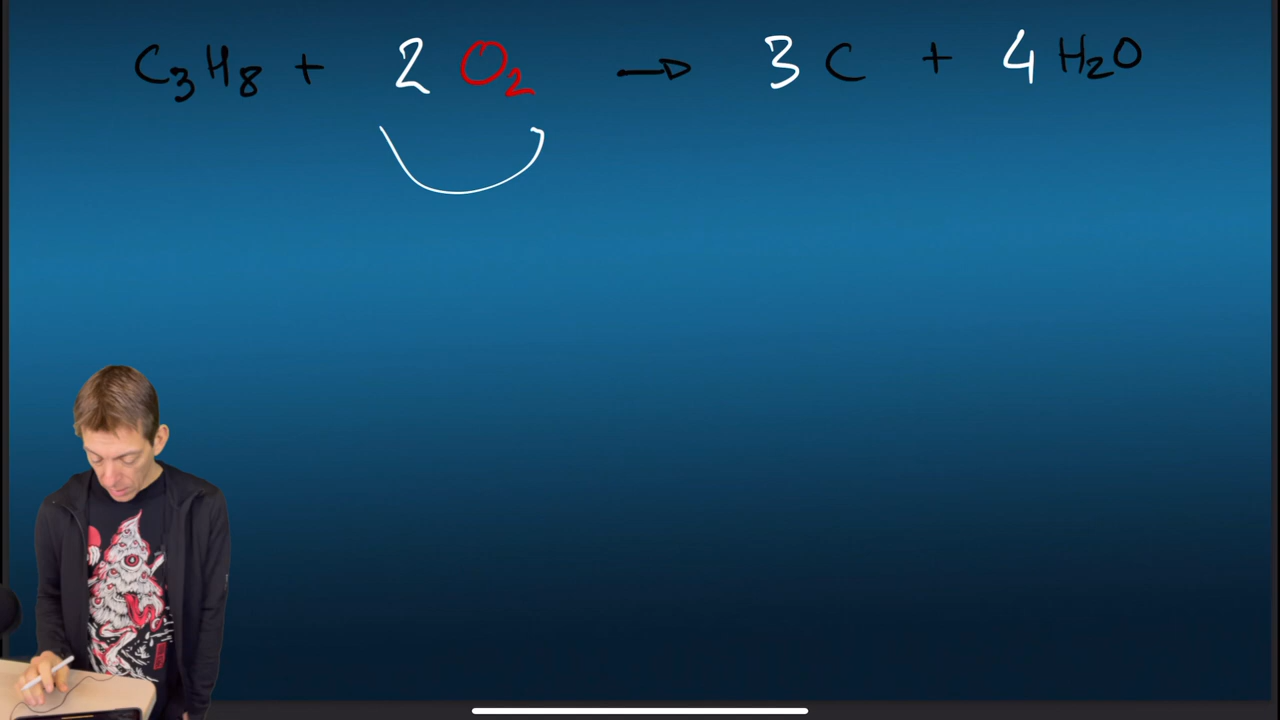 C₃H₈ + 2 O₂ → 3 C + 4 H₂O